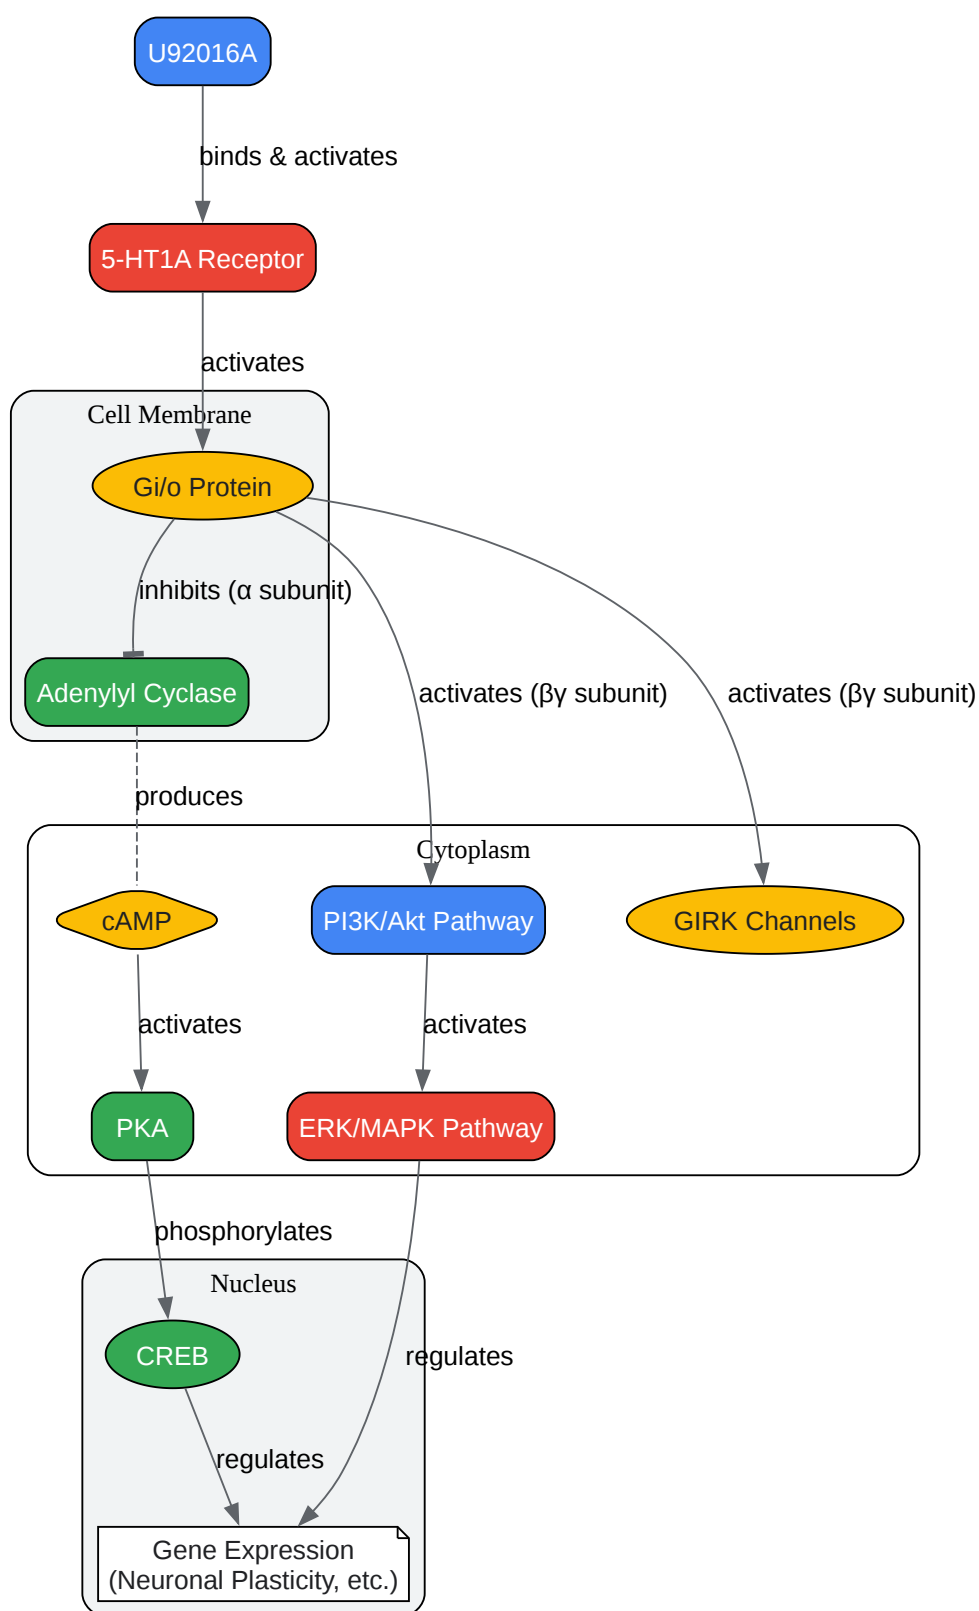 U92016A
binds & activates
5-HT1A Receptor
activates
Cell Membrane
Gi/o Protein
inhibits (α subunit)
Adenylyl Cyclase
activates (βγ subunit)
activates (βγ subunit)
produces
Cytoplasm
cAMP
PI3K/Akt Pathway
GIRK Channels
activates
activates
PKA
ERK/MAPK Pathway
phosphorylates
Nucleus
CREB
regulates
regulates
Gene Expression
(Neuronal Plasticity, etc.)